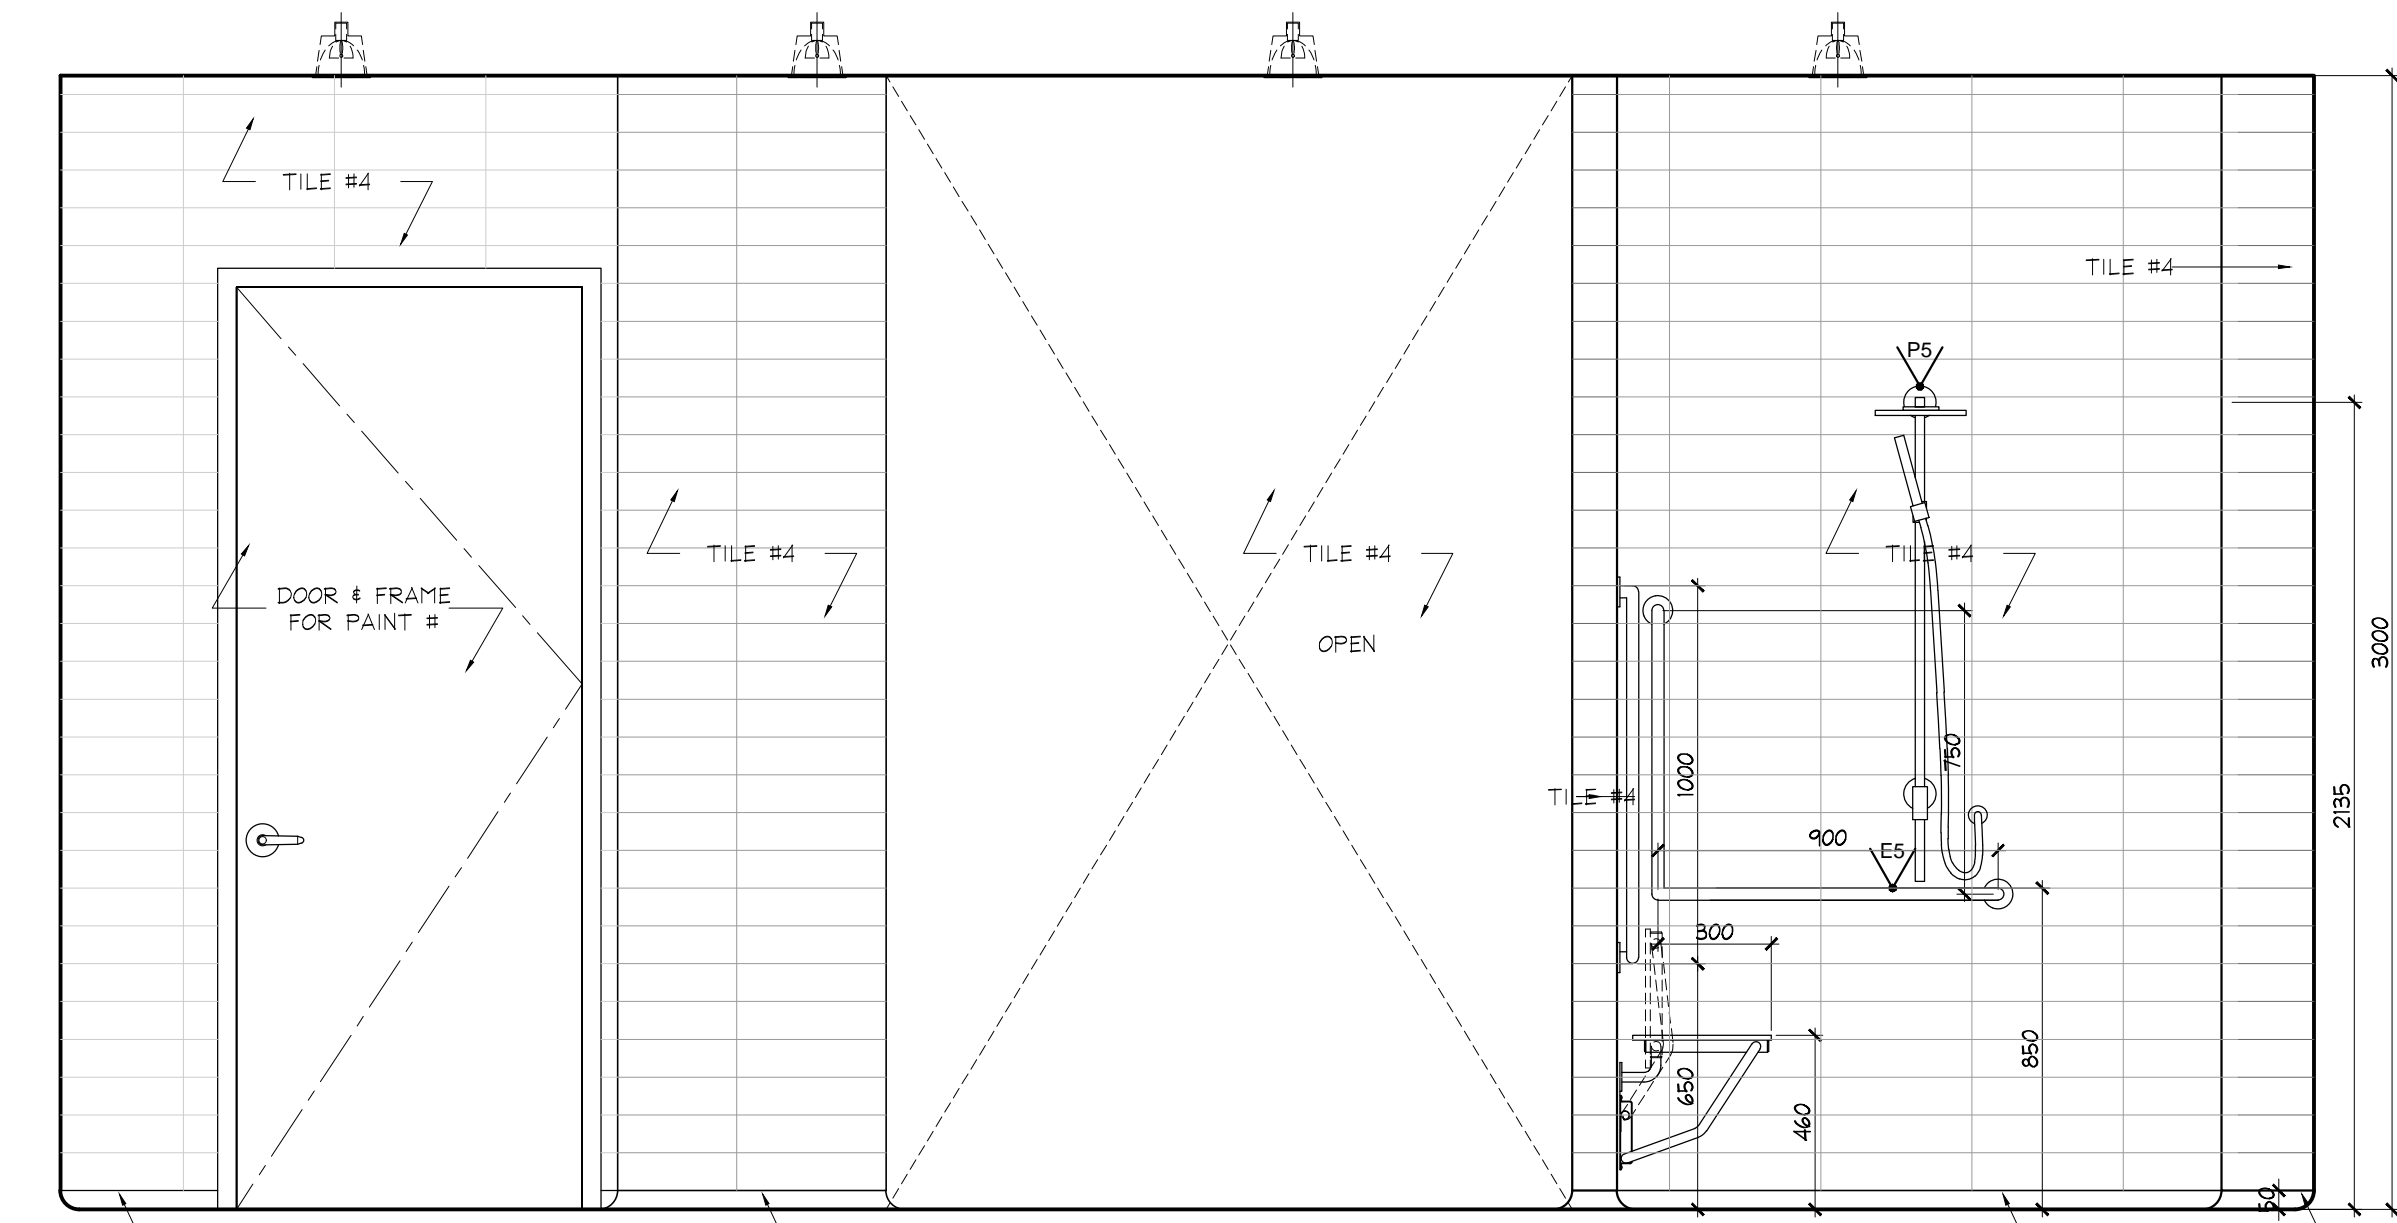 TILE #4
TILE #4
P5
TILE #4
TILE #4
TILE #4
DOOR & FRAME
FOR PAINT #
OPEN
3000
750
1000
TILE #4
2135
900
E5
300
850
650
460
50